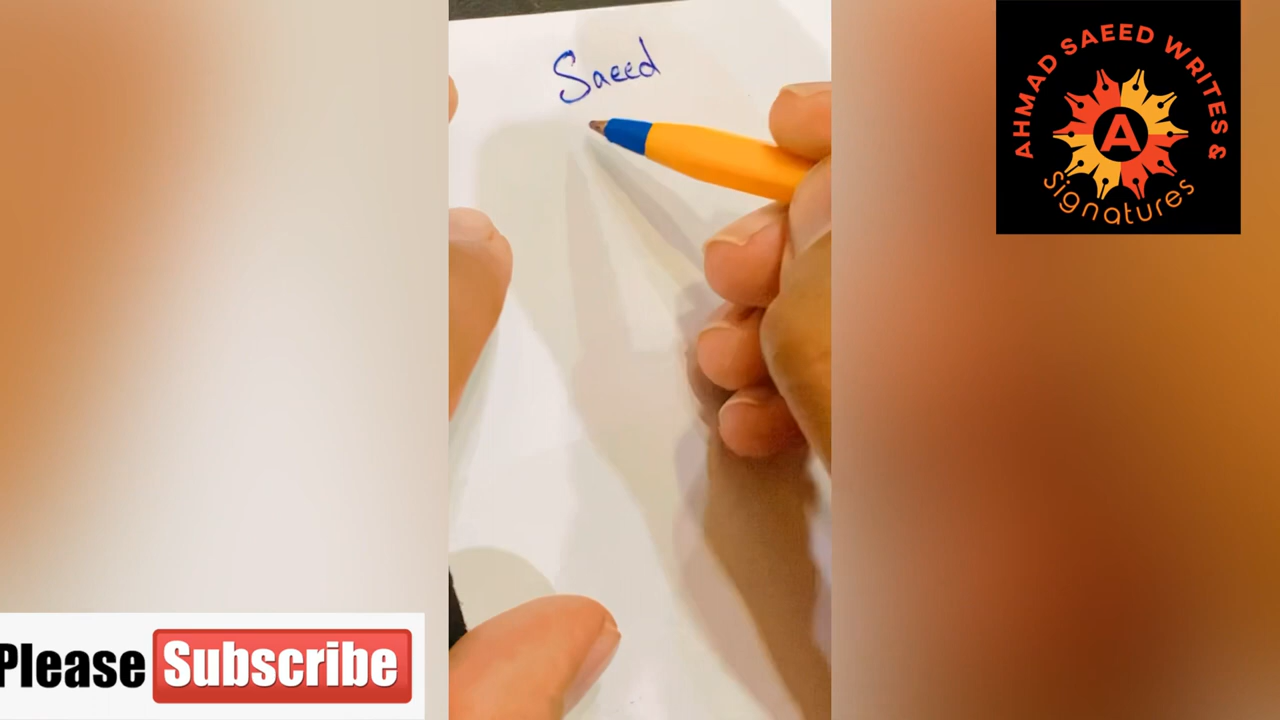 Saeed
AHMAD SAEED WRITES &
A
Signatures
Please Subscribe